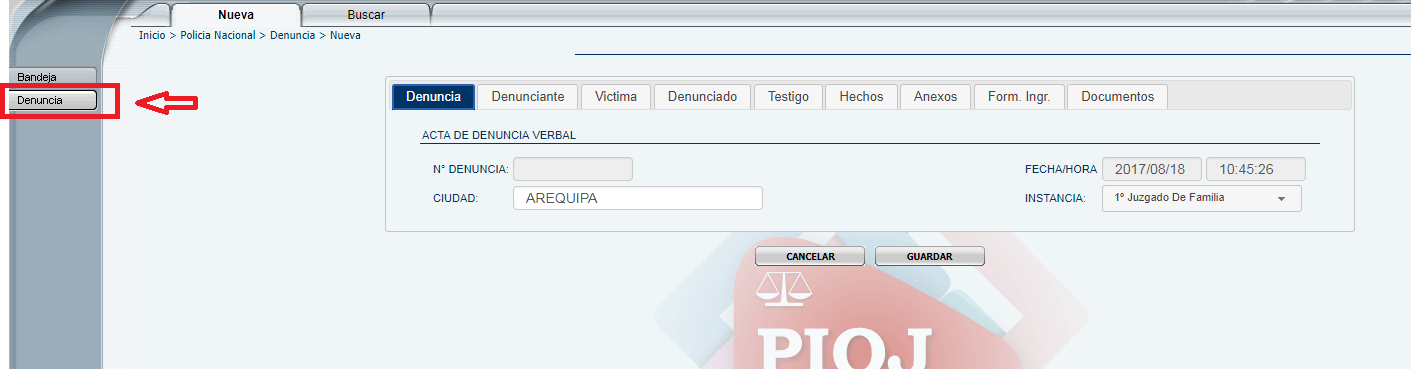 Nueva Buscar
Inicio > Policia Nacional > Denuncia > Nueva
Bandeja
Denuncia
Denuncia Denunciante Victima Denunciado Testigo Hechos Anexos Form. Ingr. Documentos
ACTA DE DENUNCIA VERBAL
N° DENUNCIA: FECHA/HORA 2017/08/18 10:45:26
CIUDAD: AREQUIPA INSTANCIA: 1º Juzgado De Familia
CANCELAR GUARDAR
PIOJ